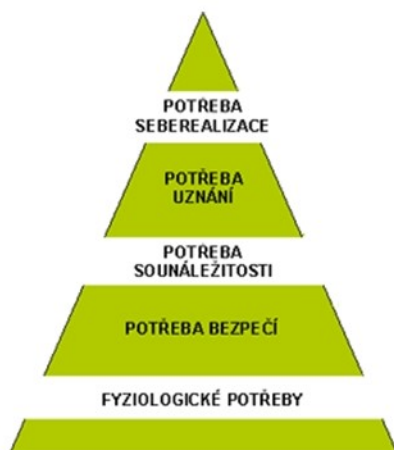 POTŘEBA
SEBEREALIZACE
POTŘEBA
UZNÁNÍ
POTŘEBA
SOUNÁLEŽITOSTI
POTŘEBA BEZPEČÍ
FYZIOLOGICKÉ POTŘEBY